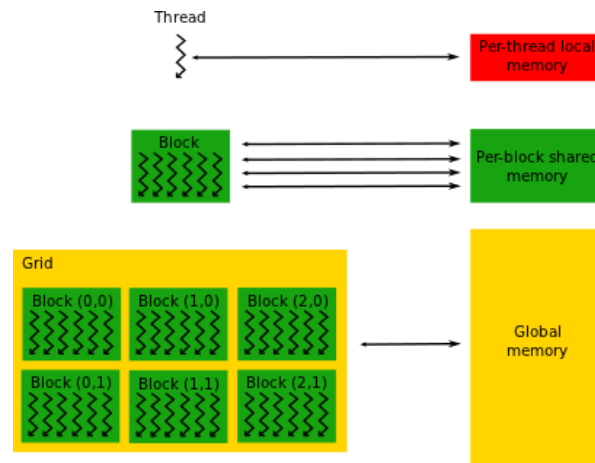 Thread
Per-thread local
memory
Block
Per-block shared
memory
Grid
Block (0,0)
Block (1,0)
Block (2,0)
Block (0,1)
Block (1,1)
Block (2,1)
Global
memory